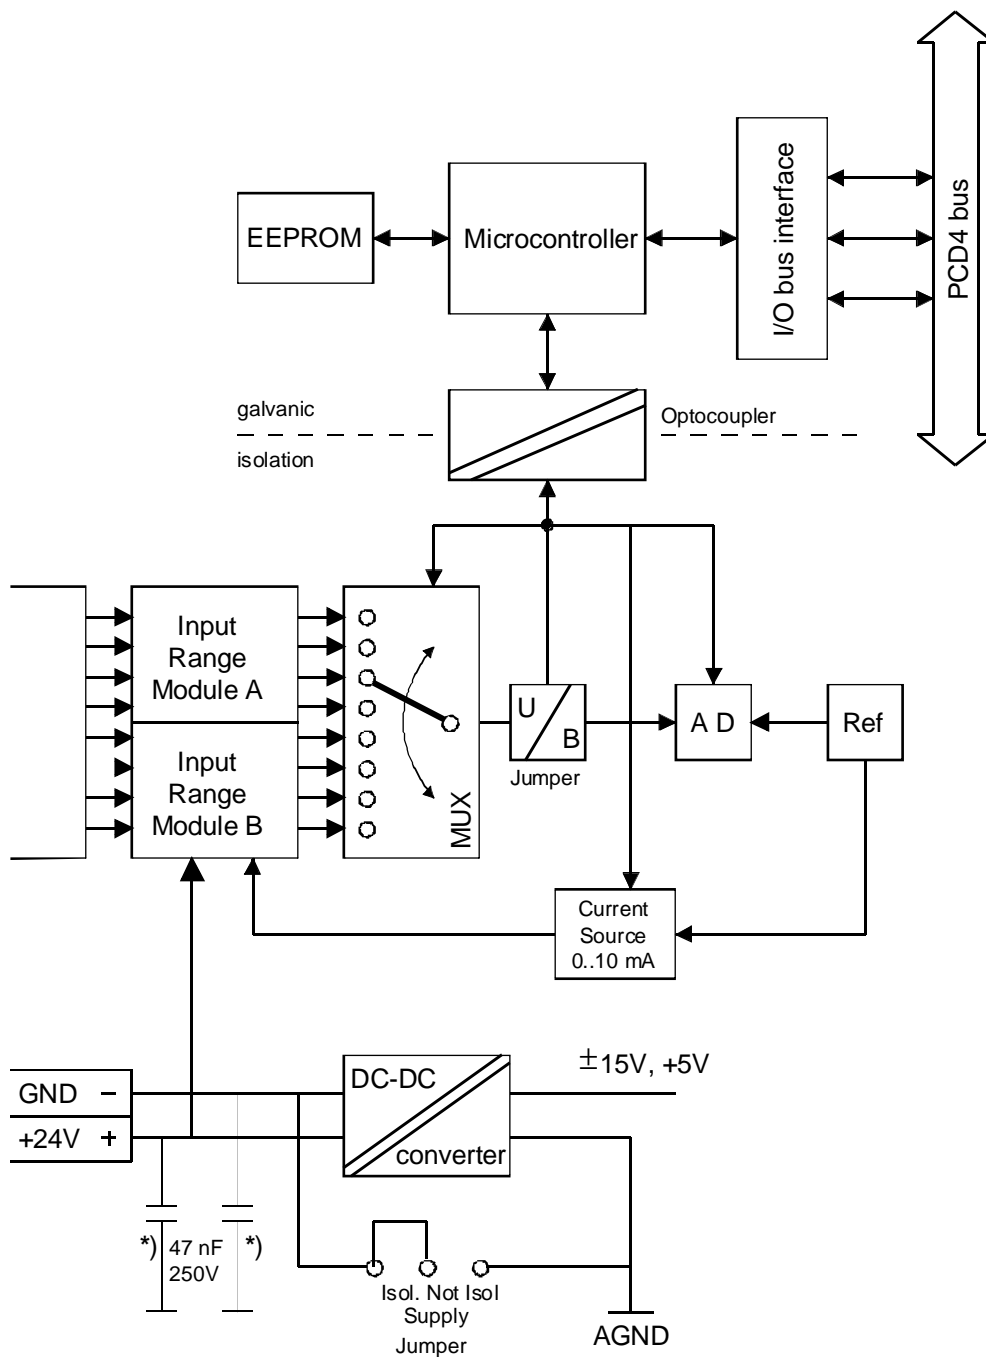 PCD4 bus
I/O bus interface
EEPROM
Microcontroller
galvanic
isolation
Optocoupler
Input
Range
Module A
Input
Range
Module B
MUX
U
B
Jumper
A D
Ref
Current
Source
0..10 mA
±15V, +5V
GND -
+24V +
DC-DC
converter
*) 47 nF *)
250V
Isol. Not Isol
Supply
Jumper
AGND